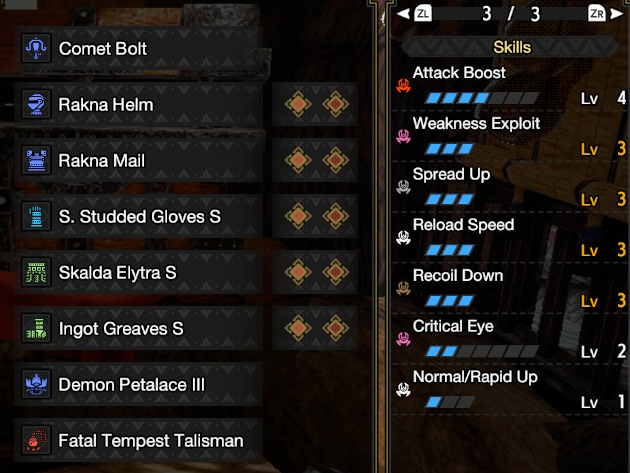 Comet Bolt
Rakna Helm
Rakna Mail
S. Studded Gloves S
Skalda Elytra S
Ingot Greaves S
Demon Petalace III
Fatal Tempest Talisman
ZL 3 / 3 ZR
Skills
Attack Boost
Lv 4
Weakness Exploit
Lv 3
Spread Up
Lv 3
Reload Speed
Lv 3
Recoil Down
Lv 3
Critical Eye
Lv 2
Normal/Rapid Up
Lv 1